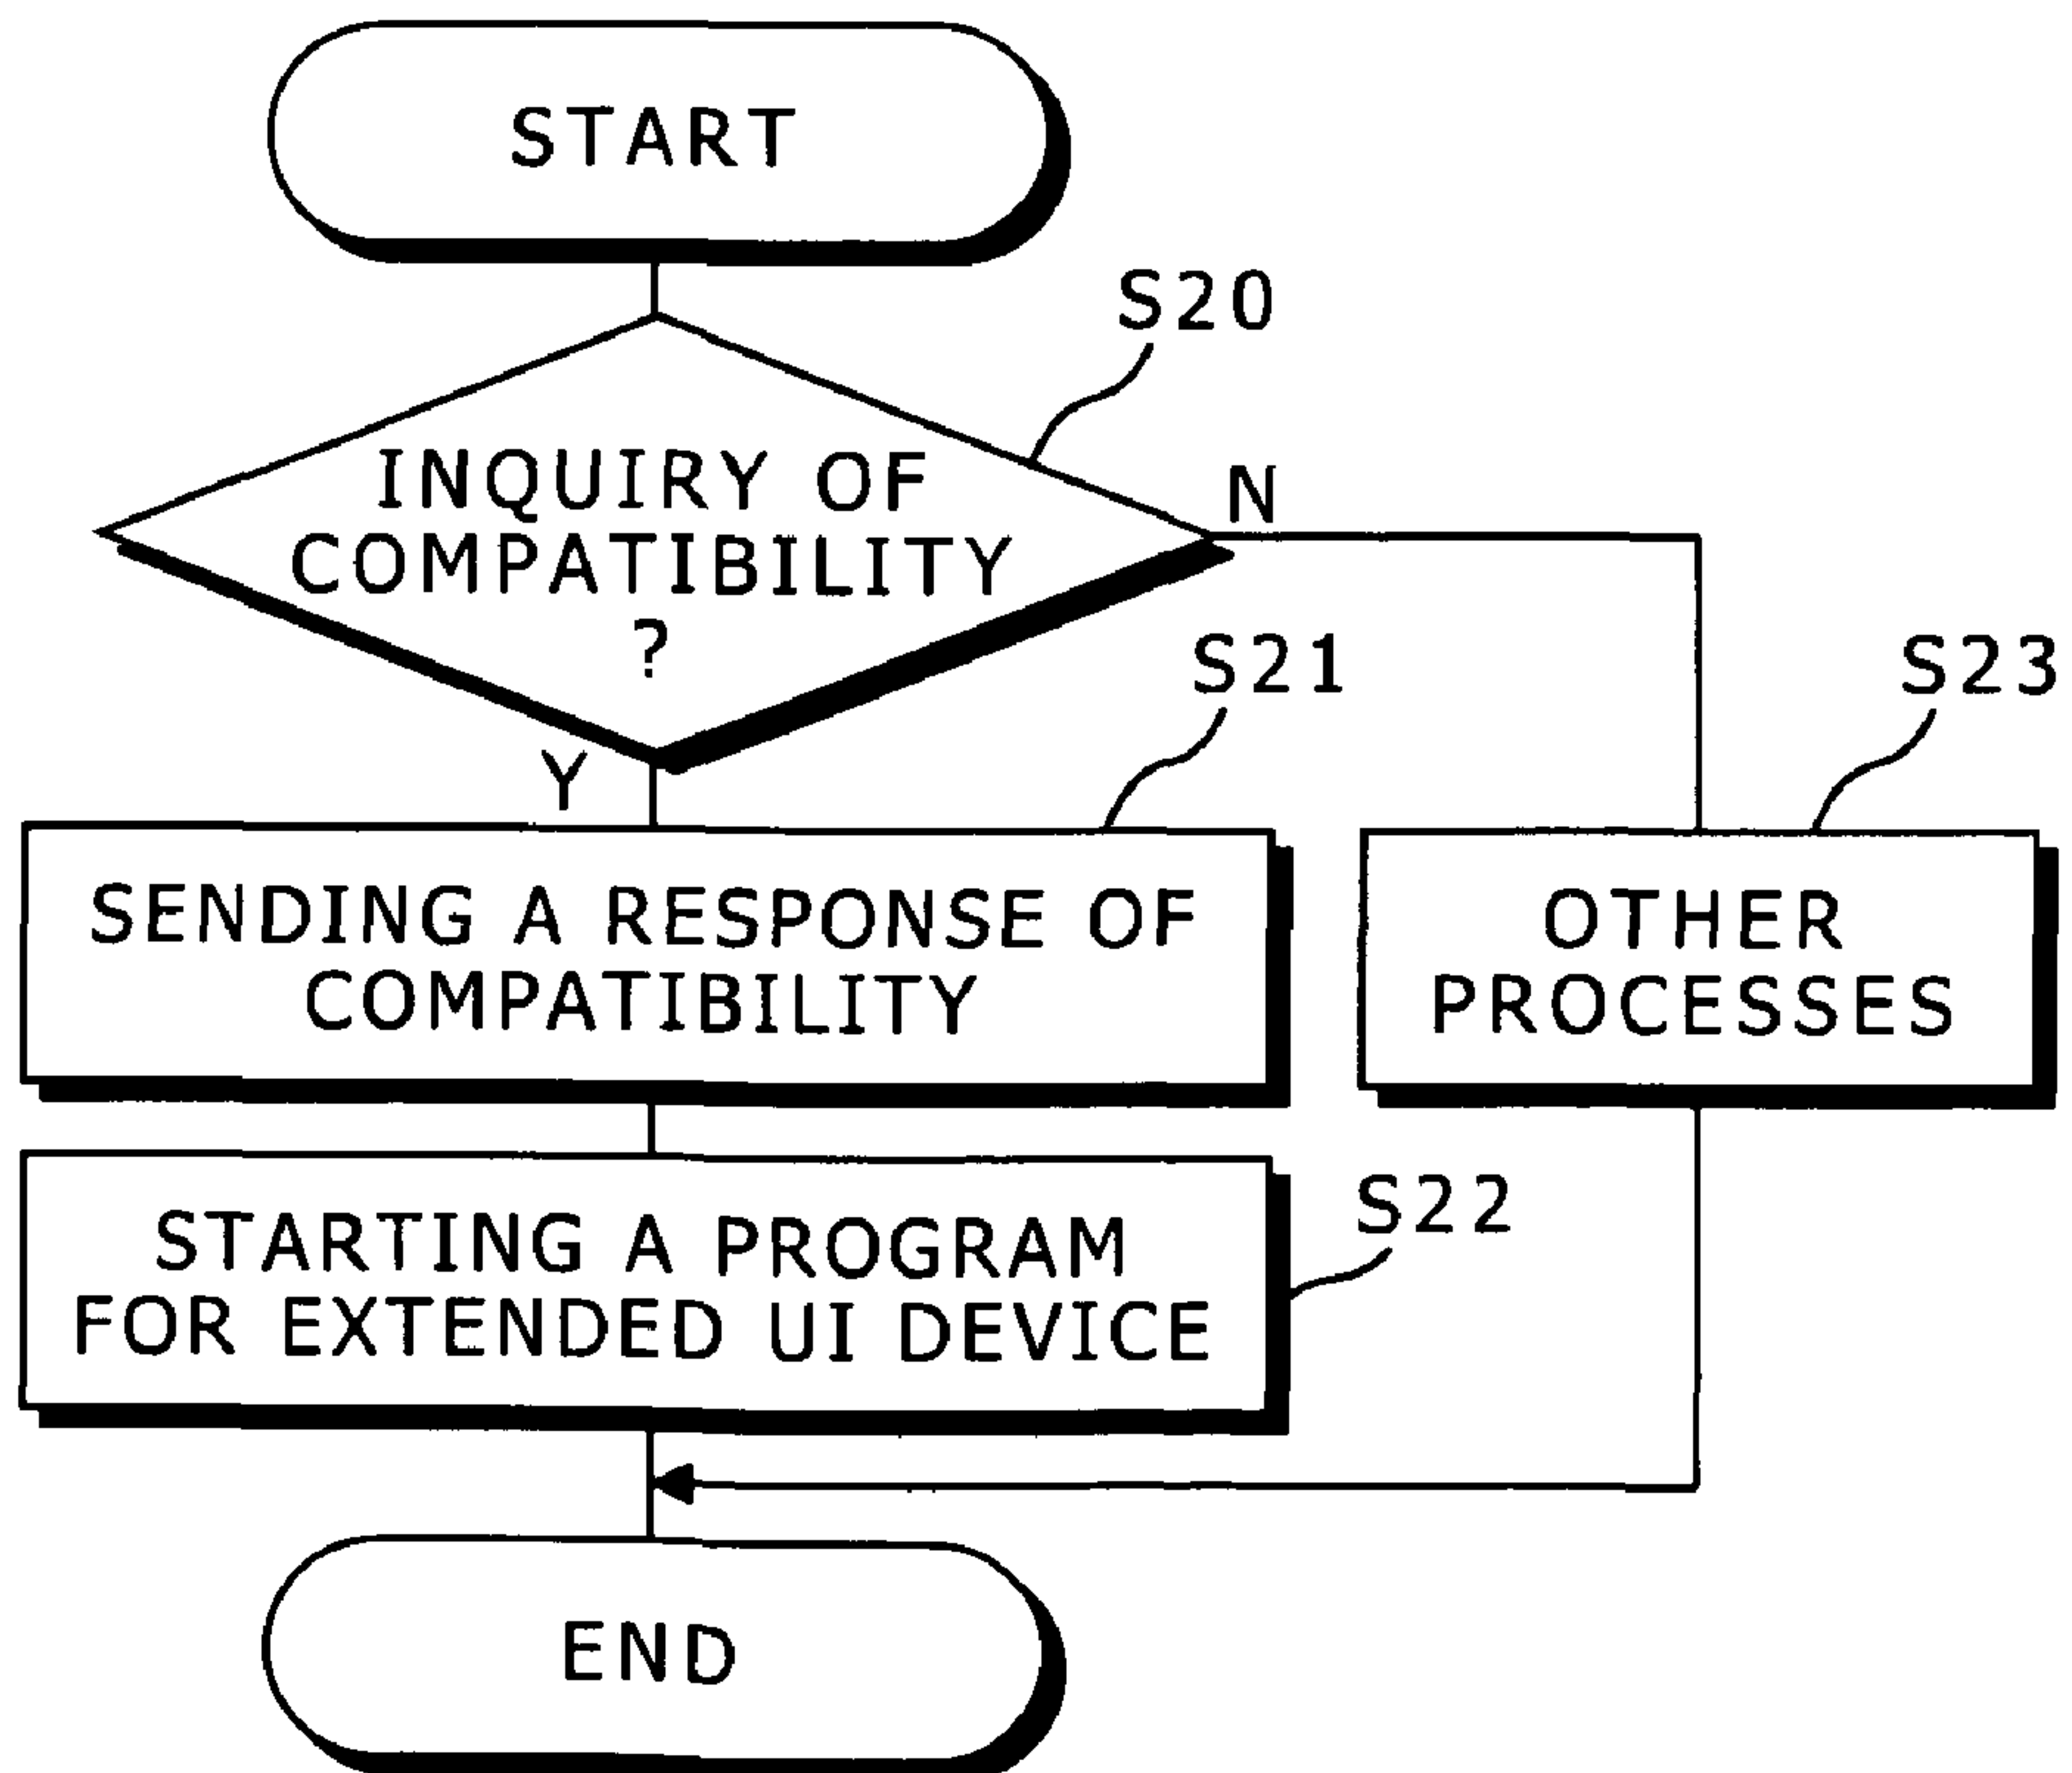 START
S20
INQUIRY OF
COMPATIBILITY
?
N
Y
S21
S23
SENDING A RESPONSE OF
COMPATIBILITY
OTHER
PROCESSES
STARTING A PROGRAM
FOR EXTENDED UI DEVICE
S22
END